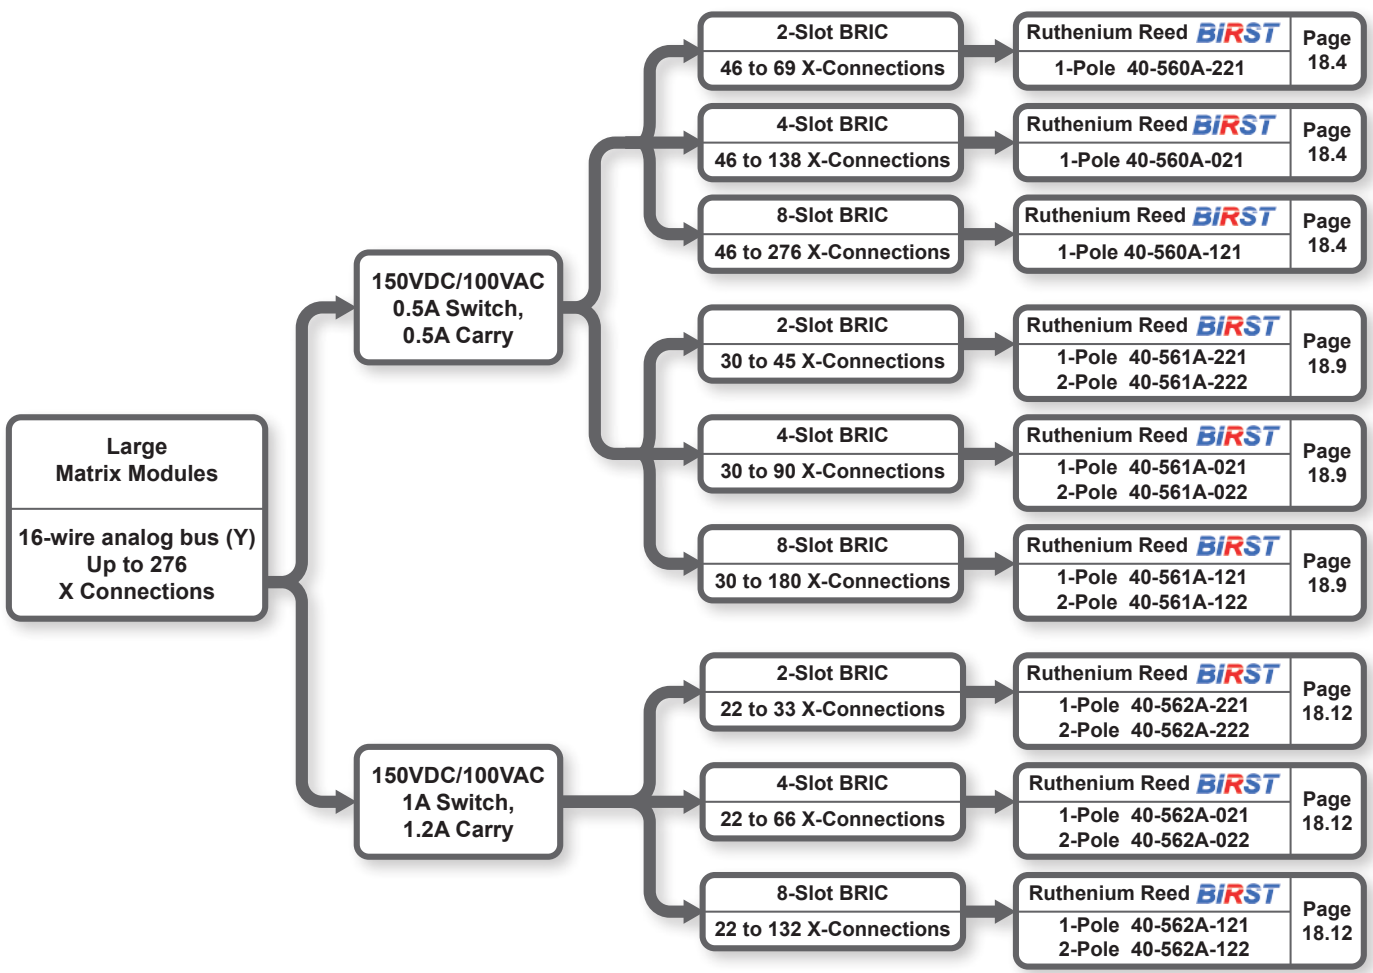 Large
Matrix Modules
16-wire analog bus (Y)
Up to 276
X Connections
150VDC/100VAC
0.5A Switch,
0.5A Carry
2-Slot BRIC
46 to 69 X-Connections
Ruthenium Reed BiRST
1-Pole 40-560A-221
Page
18.4
4-Slot BRIC
46 to 138 X-Connections
Ruthenium Reed BiRST
1-Pole 40-560A-021
Page
18.4
8-Slot BRIC
46 to 276 X-Connections
Ruthenium Reed BiRST
1-Pole 40-560A-121
Page
18.4
2-Slot BRIC
30 to 45 X-Connections
Ruthenium Reed BiRST
1-Pole 40-561A-221
2-Pole 40-561A-222
Page
18.9
4-Slot BRIC
30 to 90 X-Connections
Ruthenium Reed BiRST
1-Pole 40-561A-021
2-Pole 40-561A-022
Page
18.9
8-Slot BRIC
30 to 180 X-Connections
Ruthenium Reed BiRST
1-Pole 40-561A-121
2-Pole 40-561A-122
Page
18.9
150VDC/100VAC
1A Switch,
1.2A Carry
2-Slot BRIC
22 to 33 X-Connections
Ruthenium Reed BiRST
1-Pole 40-562A-221
2-Pole 40-562A-222
Page
18.12
4-Slot BRIC
22 to 66 X-Connections
Ruthenium Reed BiRST
1-Pole 40-562A-021
2-Pole 40-562A-022
Page
18.12
8-Slot BRIC
22 to 132 X-Connections
Ruthenium Reed BiRST
1-Pole 40-562A-121
2-Pole 40-562A-122
Page
18.12